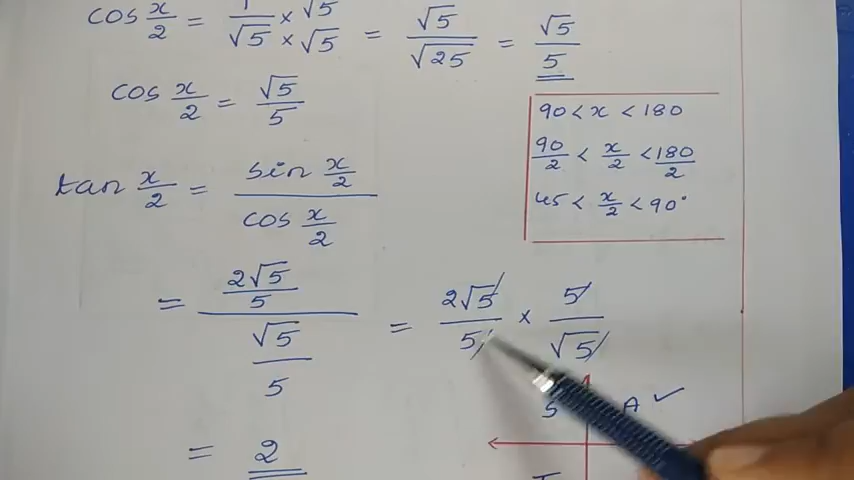 cos x/2 = 1/√5 × √5/√5 = √5/√25 = √5/5
cos x/2 = √5/5
90 < x < 180
90/2 < x/2 < 180/2
45 < x/2 < 90°
tan x/2 = sin x/2 / cos x/2
= 2√5/5 / √5/5 = 2√5/5 × 5/√5
= 2
S A ✓
T